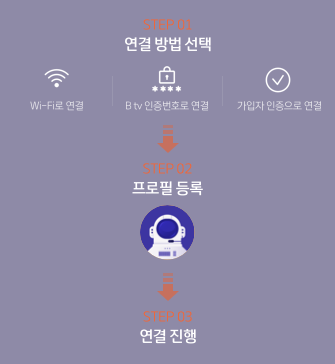 STEP 01
연결 방법 선택
Wi-Fi로 연결
B tv 인증번호로 연결
가입자 인증으로 연결
STEP 02
프로필 등록
STEP 03
연결 진행